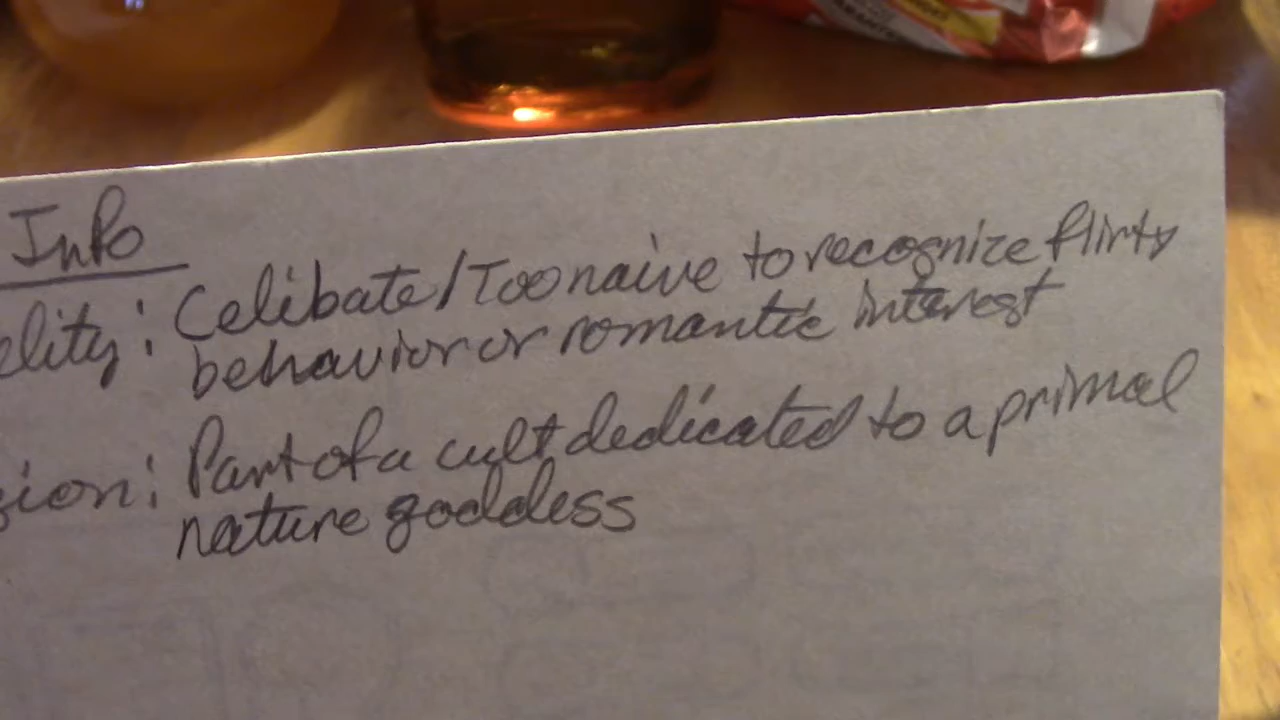 Info
elity: Celibate/Too naive to recognize flirty
behavior or romantic interest
gion: Part of a cult dedicated to a primal
nature goddess